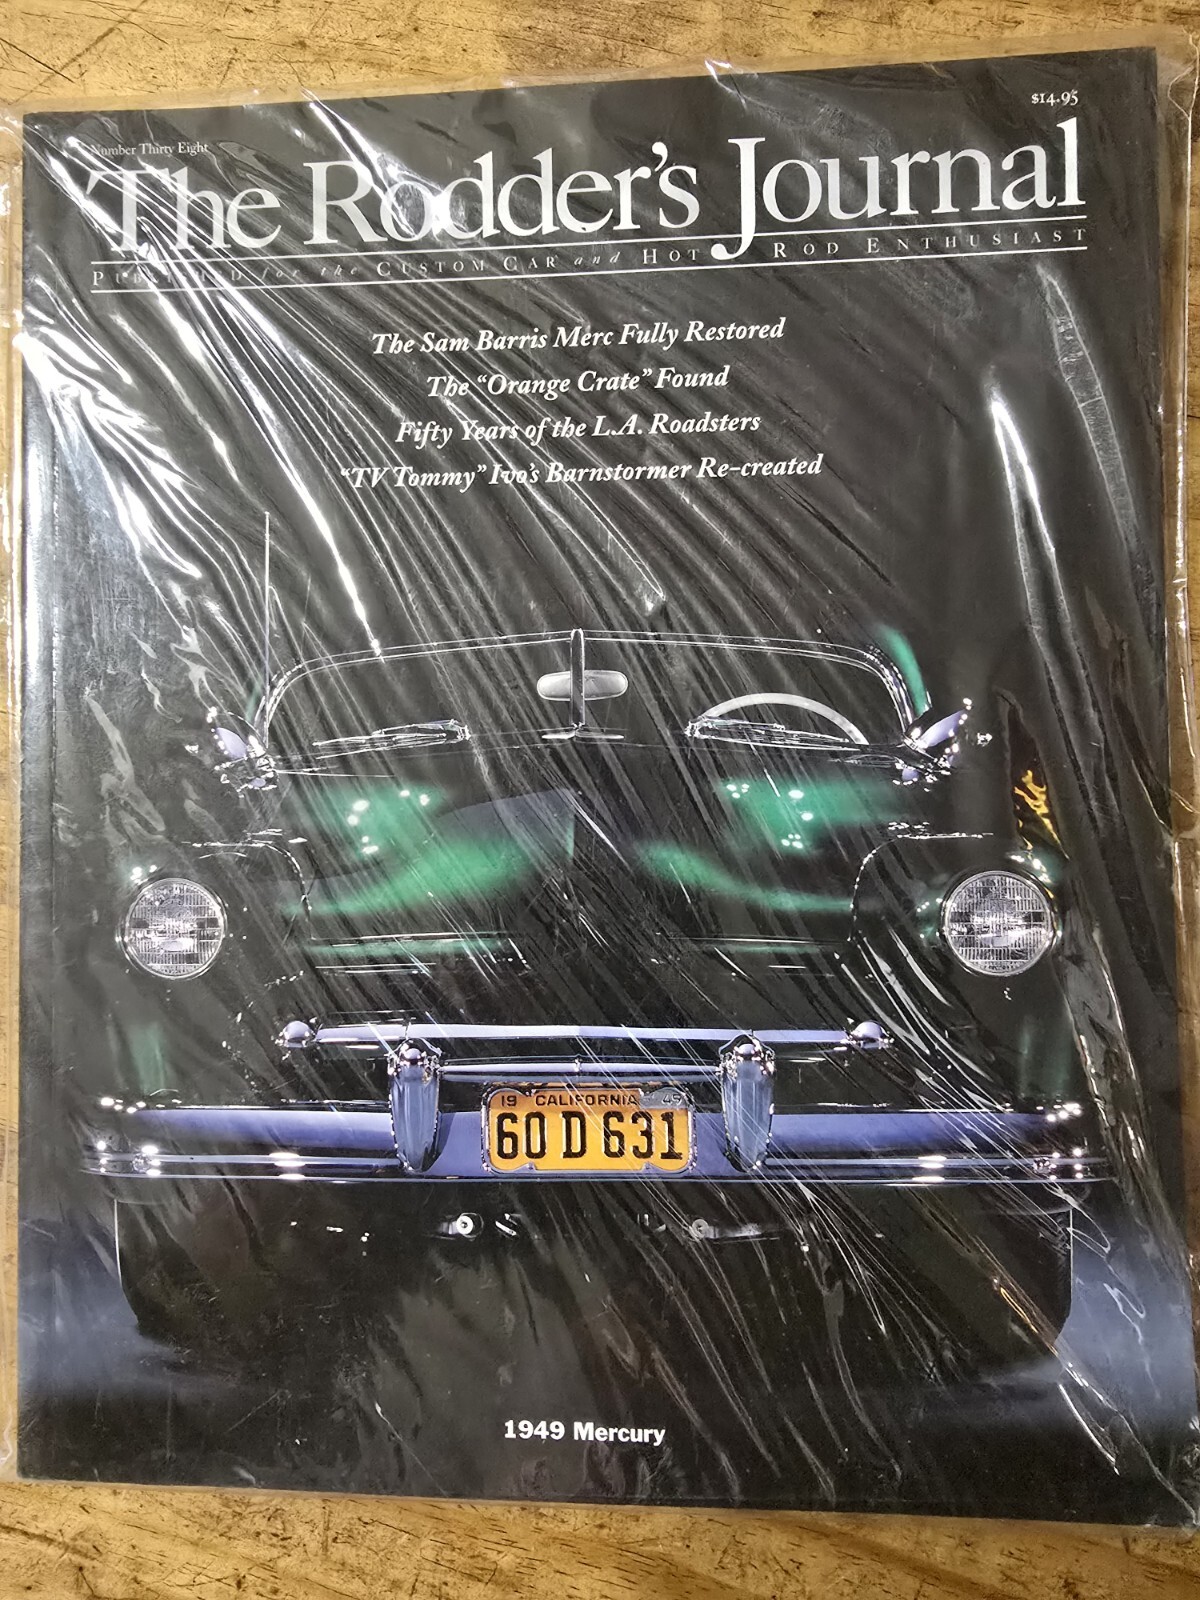 $14.95
Number Thirty Eight
The Rodder's Journal
PUBLISHED for the CUSTOM CAR and HOT ROD ENTHUSIAST
The Sam Barris Merc Fully Restored
The “Orange Crate” Found
Fifty Years of the L.A. Roadsters
“TV Tommy” Ivo's Barnstormer Re-created
19 CALIFORNIA 45
60 D 631
1949 Mercury